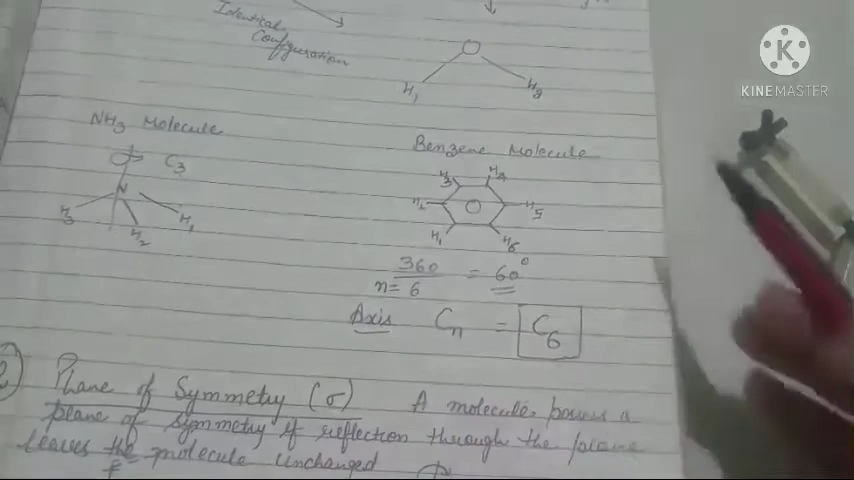 Identical
Configuration
H1
H2
K
KINEMASTER
NH3 Molecule
C3
N
H3
H2
H1
Benzene Molecule
H3
H4
H2
H5
H1
H6
360
n= 6
= 60°
Axis Cn = C6
Plane of Symmetry (σ) A molecule, possess a
plane of symmetry if reflection through the plane
leaves the molecule unchanged